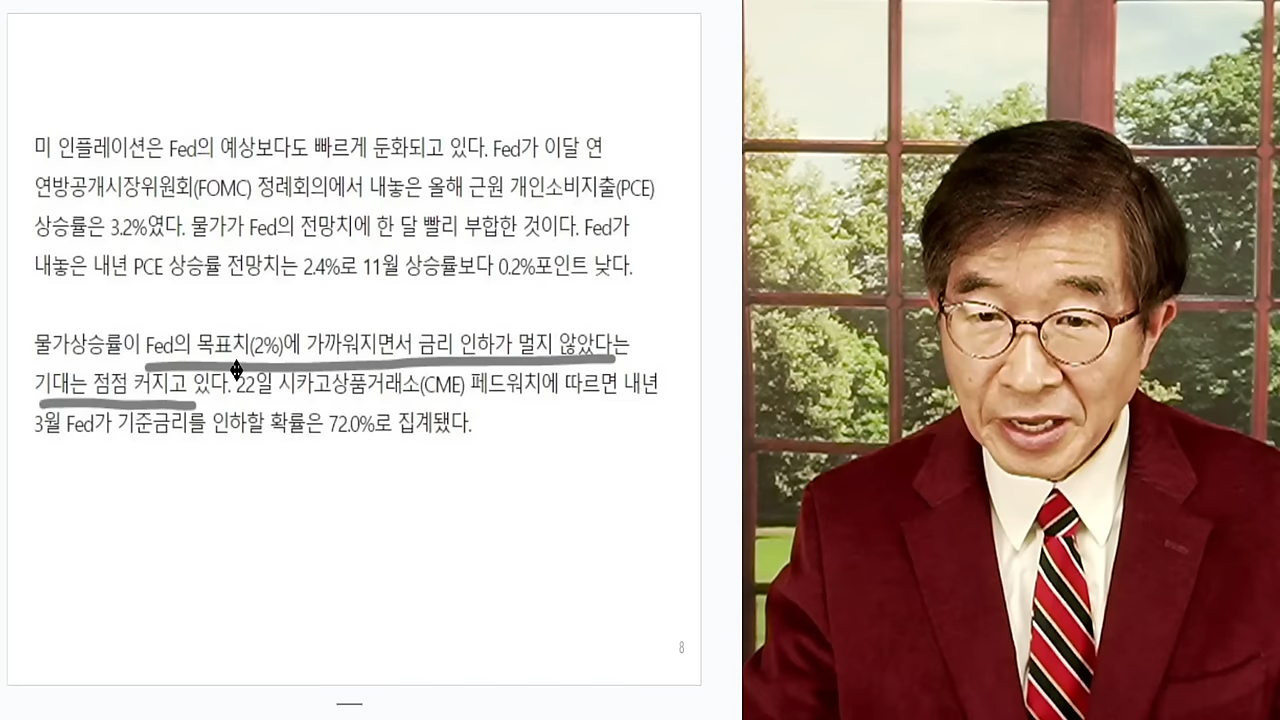 미 인플레이션은 Fed의 예상보다도 빠르게 둔화되고 있다. Fed가 이달 연
연방공개시장위원회(FOMC) 정례회의에서 내놓은 올해 근원 개인소비지출(PCE)
상승률은 3.2%였다. 물가가 Fed의 전망치에 한 달 빨리 부합한 것이다. Fed가
내놓은 내년 PCE 상승률 전망치는 2.4%로 11월 상승률보다 0.2%포인트 낮다.
물가상승률이 Fed의 목표치(2%)에 가까워지면서 금리 인하가 멀지 않았다는
기대는 점점 커지고 있다. 22일 시카고상품거래소(CME) 페드워치에 따르면 내년
3월 Fed가 기준금리를 인하할 확률은 72.0%로 집계됐다.
8